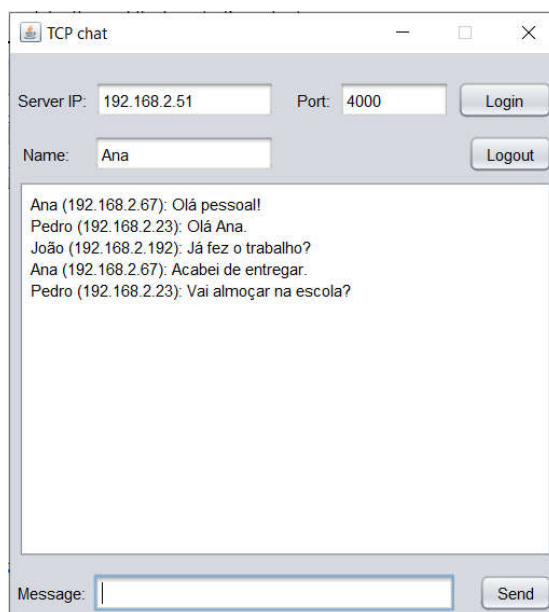 TCP chat
Server IP: 192.168.2.51 Port: 4000 Login
Name: Ana Logout
Ana (192.168.2.67): Olá pessoal!
Pedro (192.168.2.23): Olá Ana.
João (192.168.2.192): Já fez o trabalho?
Ana (192.168.2.67): Acabei de entregar.
Pedro (192.168.2.23): Vai almoçar na escola?
Message: Send